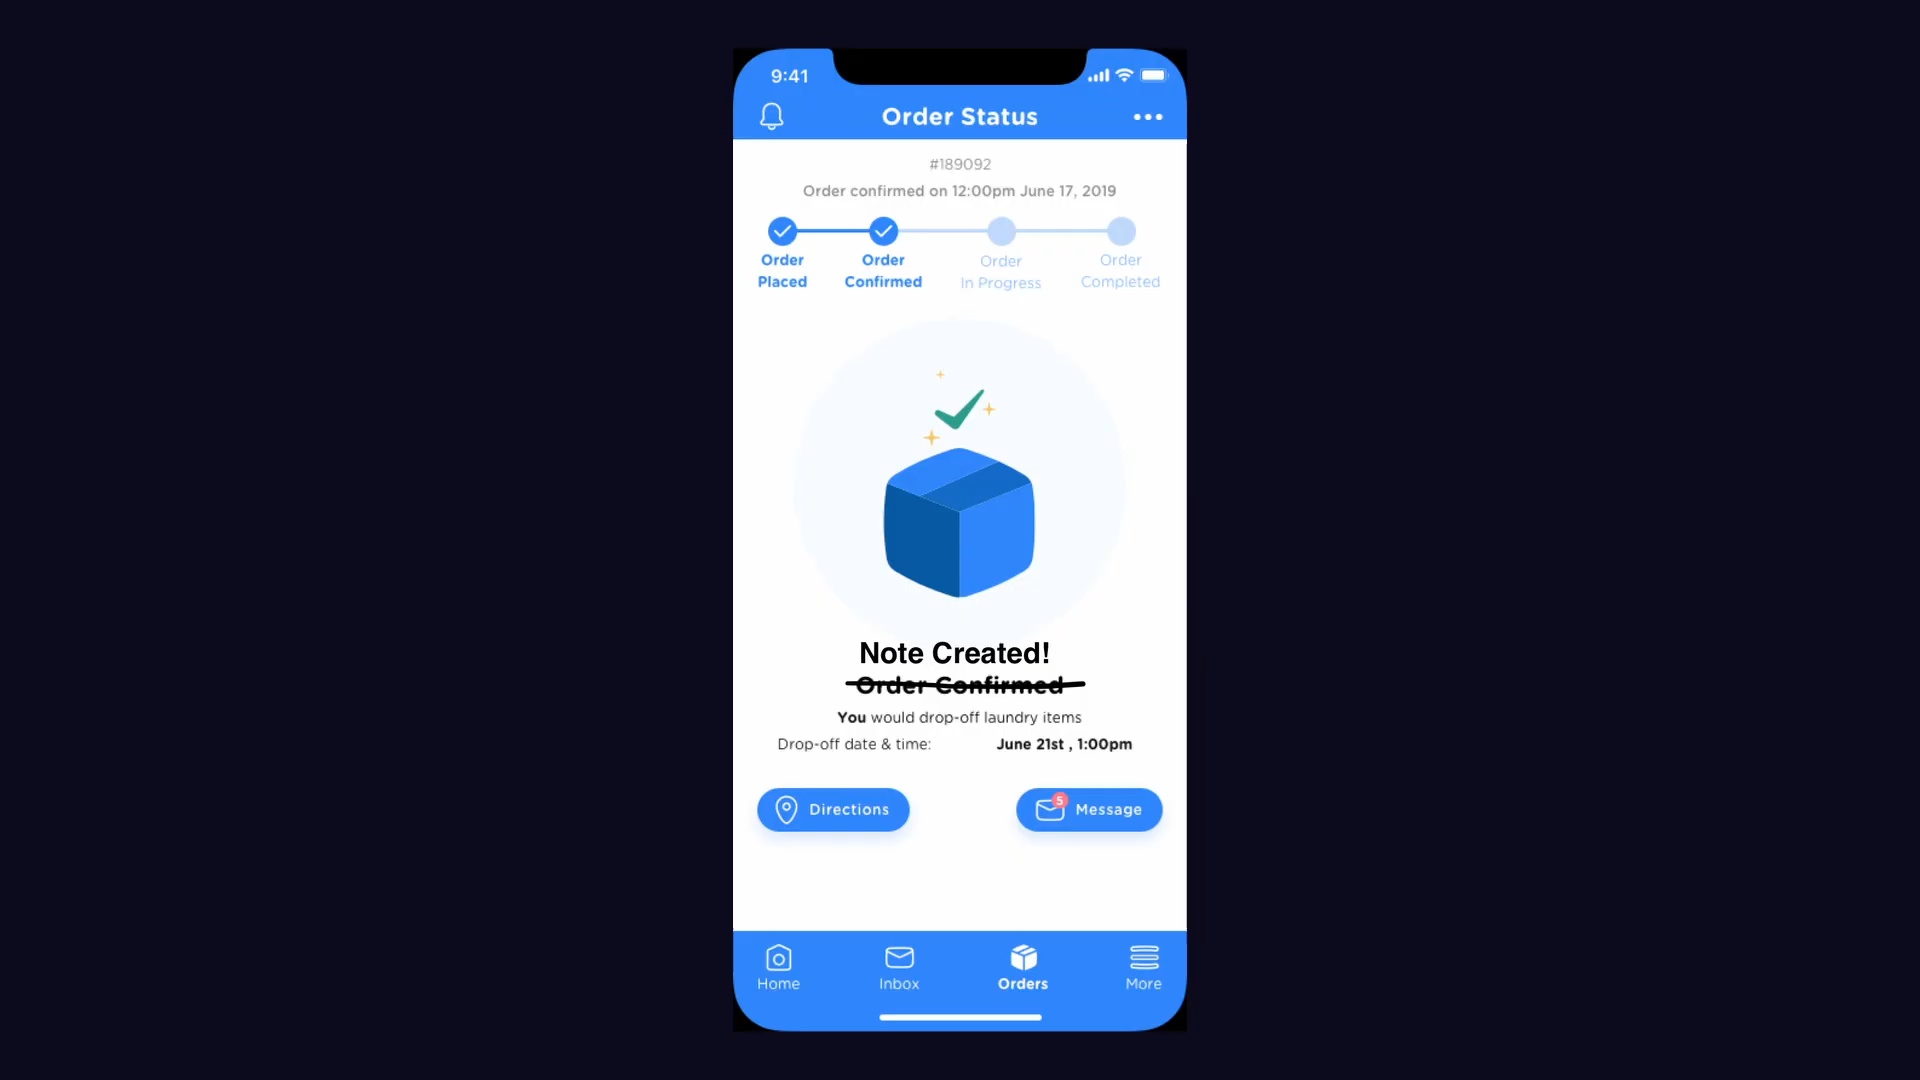 9:41
Order Status
#189092
Order confirmed on 12:00pm June 17, 2019
Order Placed
Order Confirmed
Order In Progress
Order Completed
Note Created!
Order Confirmed
You would drop-off laundry items
Drop-off date & time: June 21st , 1:00pm
Directions
5
Message
Home
Inbox
Orders
More